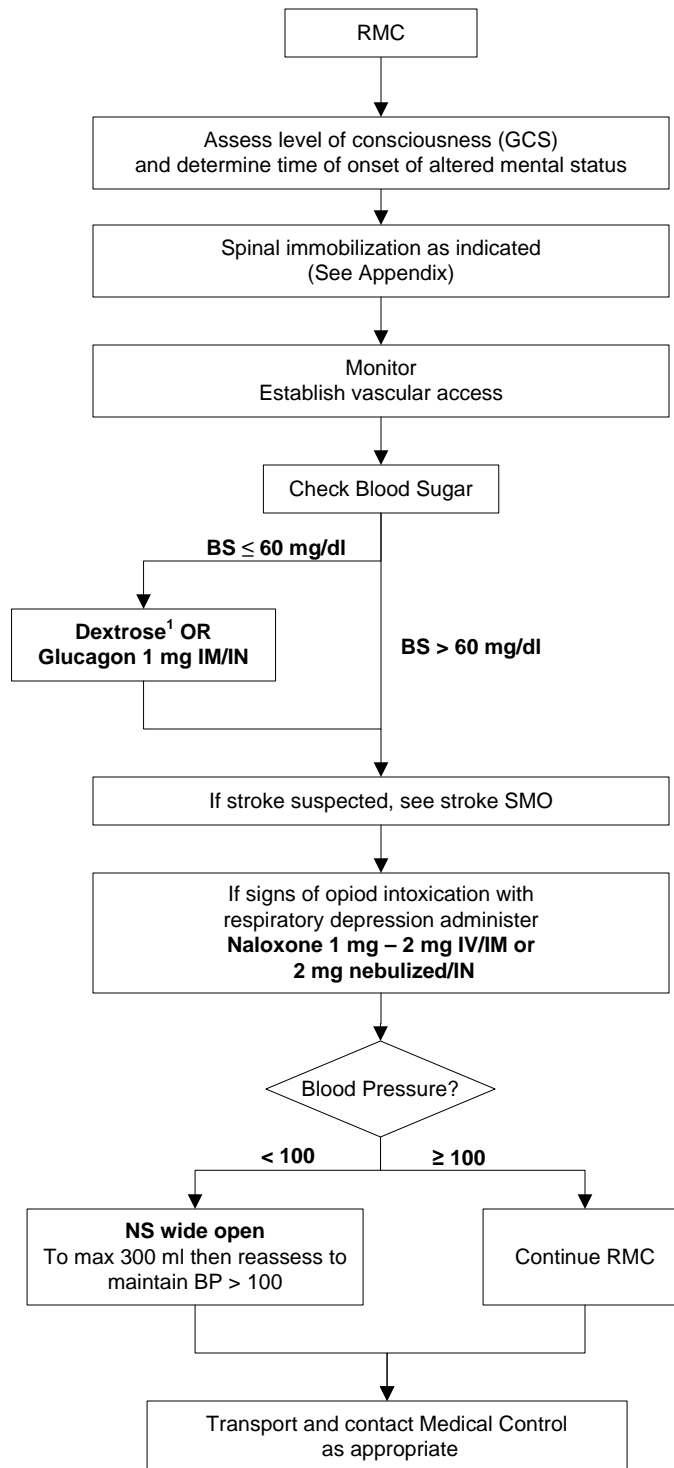 RMC
Assess level of consciousness (GCS)
and determine time of onset of altered mental status
Spinal immobilization as indicated
(See Appendix)
Monitor
Establish vascular access
Check Blood Sugar
BS ≤ 60 mg/dl
Dextrose¹ OR
Glucagon 1 mg IM/IN
BS > 60 mg/dl
If stroke suspected, see stroke SMO
If signs of opiod intoxication with
respiratory depression administer
Naloxone 1 mg – 2 mg IV/IM or
2 mg nebulized/IN
Blood Pressure?
< 100
≥ 100
NS wide open
To max 300 ml then reassess to
maintain BP > 100
Continue RMC
Transport and contact Medical Control
as appropriate